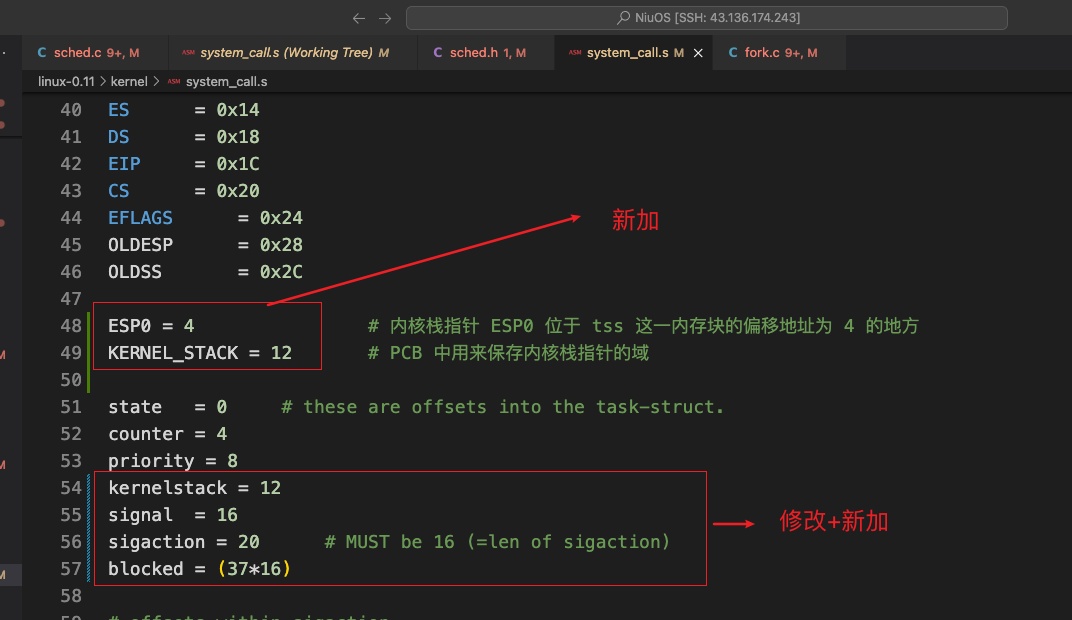 NiuOS [SSH: 43.136.174.243]
C sched.c 9+, M ASM system_call.s (Working Tree) M C sched.h 1, M ASM system_call.s M C fork.c 9+, M
linux-0.11 > kernel > ASM system_call.s
40 ES = 0x14
41 DS = 0x18
42 EIP = 0x1C
43 CS = 0x20
44 EFLAGS = 0x24
新加
45 OLDESP = 0x28
46 OLDSS = 0x2C
47
48 ESP0 = 4 # 内核栈指针 ESP0 位于 tss 这一内存块的偏移地址为 4 的地方
49 KERNEL_STACK = 12 # PCB 中用来保存内核栈指针的域
50
51 state = 0 # these are offsets into the task-struct.
52 counter = 4
53 priority = 8
54 kernelstack = 12
55 signal = 16
修改+新加
56 sigaction = 20 # MUST be 16 (=len of sigaction)
57 blocked = (37*16)
58
59 # offsets within sigaction